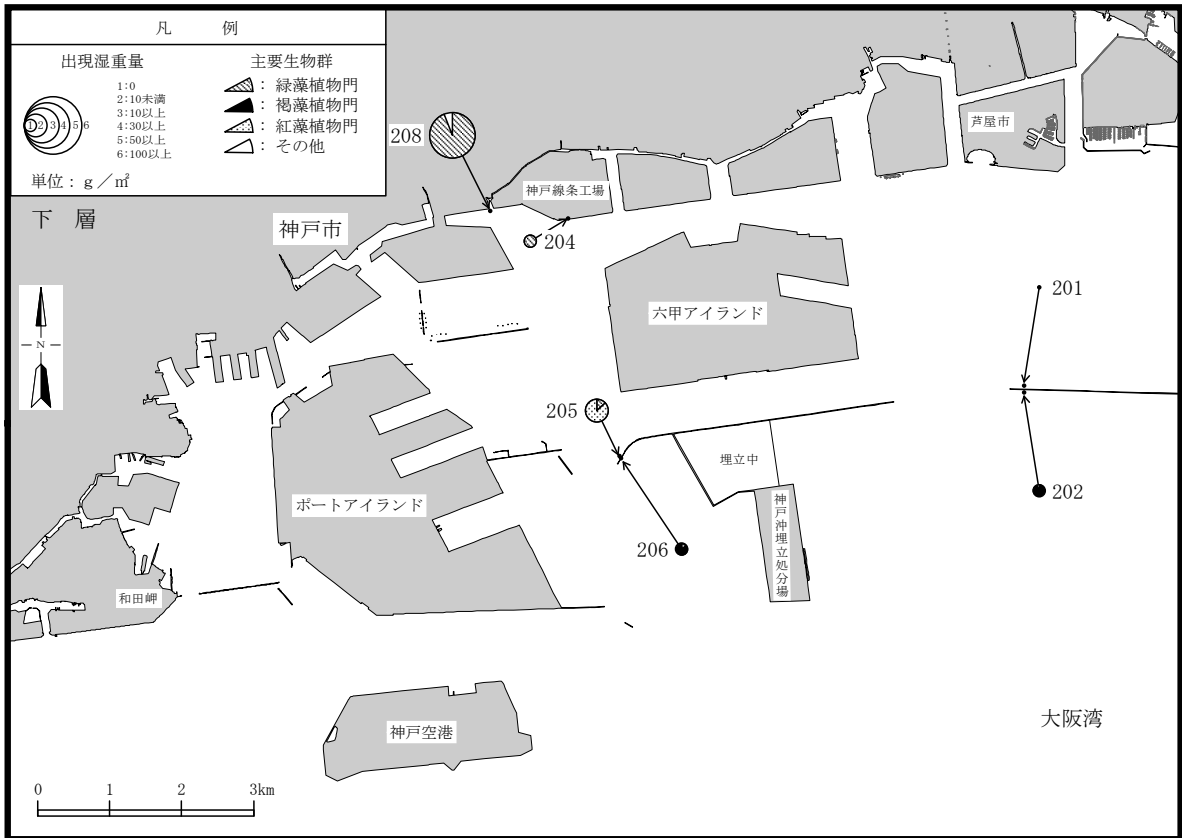 凡 例
出現湿重量
主要生物群
1:0
2:10未満
3:10以上
4:30以上
5:50以上
6:100以上
1 2 3 4 5 6
: 緑藻植物門
: 褐藻植物門
: 紅藻植物門
: その他
単位:g/㎡
下 層
208
神戸線条工場
204
神戸市
芦屋市
六甲アイランド
201
N
205
埋立中
202
ポートアイランド
206
神戸沖埋立処分場
和田岬
神戸空港
大阪湾
0 1 2 3km